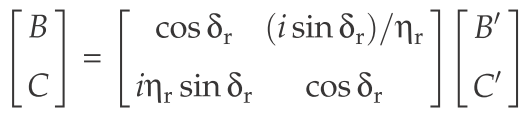 [B C] = [cos δr (i sin δr)/ηr iηr sin δr cos δr] [B′ C′]